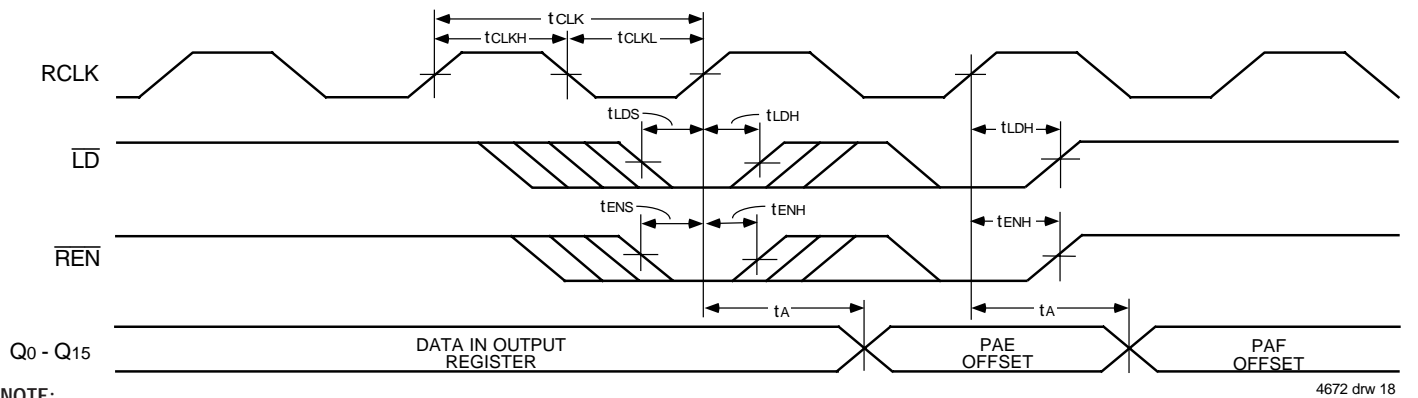 tCLK
tCLKH tCLKL
RCLK
tLDS tLDH tLDH
LD
tENS tENH tENH
REN
tA tA
Q0 - Q15 DATA IN OUTPUT REGISTER PAE OFFSET PAF OFFSET
NOTE:
4672 drw 18